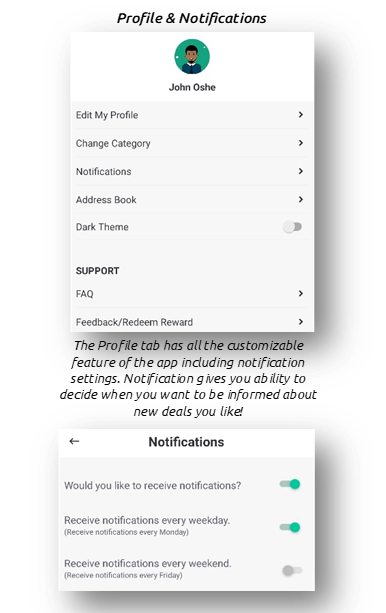 Profile & Notifications
John Oshe
Edit My Profile
Change Category
Notifications
Address Book
Dark Theme
SUPPORT
FAQ
Feedback/Redeem Reward
The Profile tab has all the customizable
feature of the app including notification
settings. Notification gives you ability to
decide when you want to be informed about
new deals you like!
Notifications
Would you like to receive notifications?
Receive notifications every weekday.
(Receive notifications every Monday)
Receive notifications every weekend.
(Receive notifications every Friday)